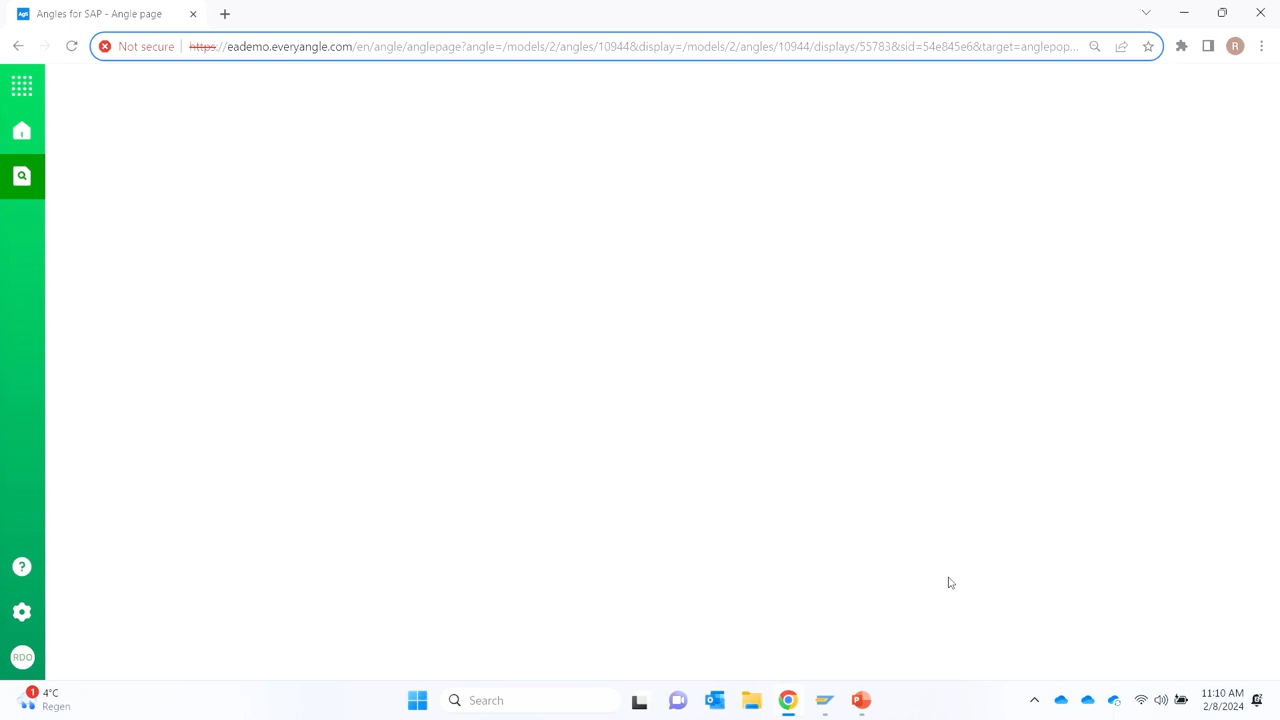 Angles for SAP - Angle page
Not secure
https://eademo.everyangle.com/en/angle/anglepage?angle=/models/2/angles/10944&display=/models/2/angles/10944/displays/55783&sid=54e845e6&target=anglepop...
R
?
RDO
1
4°C
Regen
Search
11:10 AM
2/8/2024